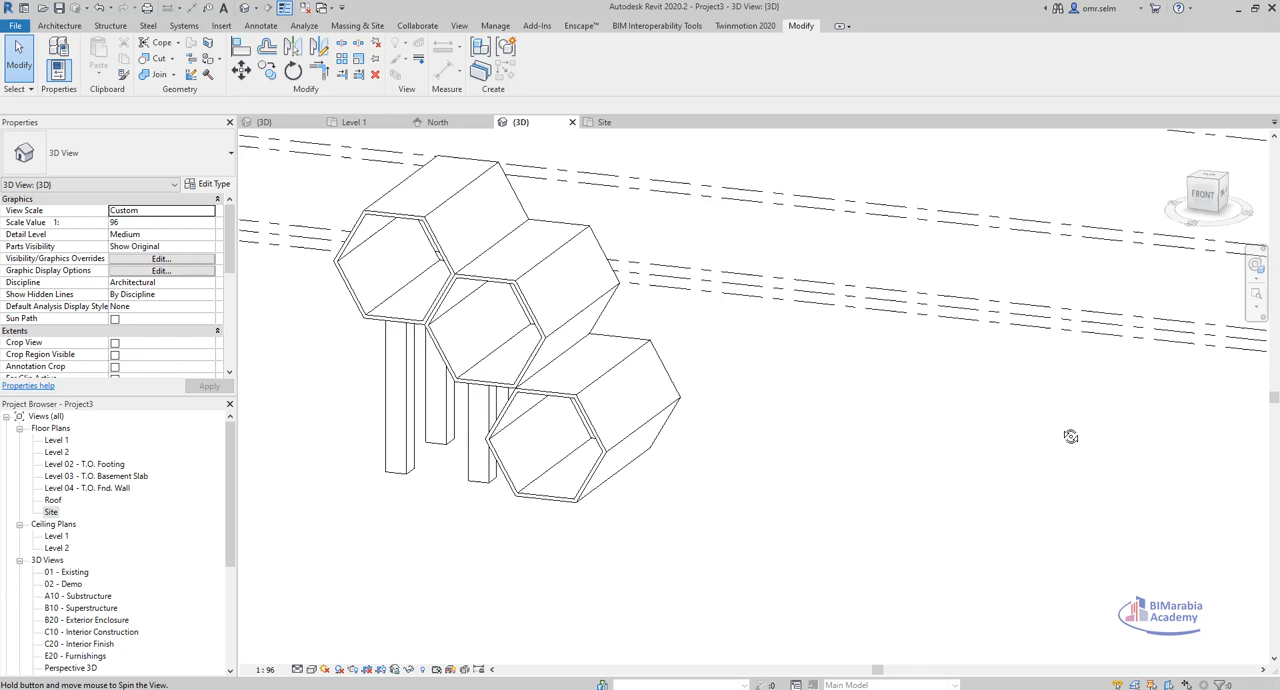 Autodesk Revit 2020.2 - Project3 - 3D View: {3D}
omr.selm
File Architecture Structure Steel Systems Insert Annotate Analyze Massing & Site Collaborate View Manage Add-Ins Enscape™ BIM Interoperability Tools Twinmotion 2020 Modify
Modify Paste Cope Cut Join
Select Properties Clipboard Geometry Modify View Measure Create
Properties
{3D} Level 1 North {3D} Site
3D View
3D View: {3D} Edit Type
Graphics
View Scale Custom
Scale Value 1: 96
Detail Level Medium
Parts Visibility Show Original
Visibility/Graphics Overrides Edit...
Graphic Display Options Edit...
Discipline Architectural
Show Hidden Lines By Discipline
Default Analysis Display Style None
Sun Path
Extents
Crop View
Crop Region Visible
Annotation Crop
Properties help Apply
Project Browser - Project3
Views (all)
Floor Plans
Level 1
Level 2
Level 02 - T.O. Footing
Level 03 - T.O. Basement Slab
Level 04 - T.O. Fnd. Wall
Roof
Site
Ceiling Plans
Level 1
Level 2
3D Views
01 - Existing
02 - Demo
A10 - Substructure
B10 - Superstructure
B20 - Exterior Enclosure
C10 - Interior Construction
C20 - Interior Finish
E20 - Furnishings
Perspective 3D
FRONT
BIMarabia
Academy
1 : 96
Hold button and move mouse to Spin the View.
:0 Main Model :0